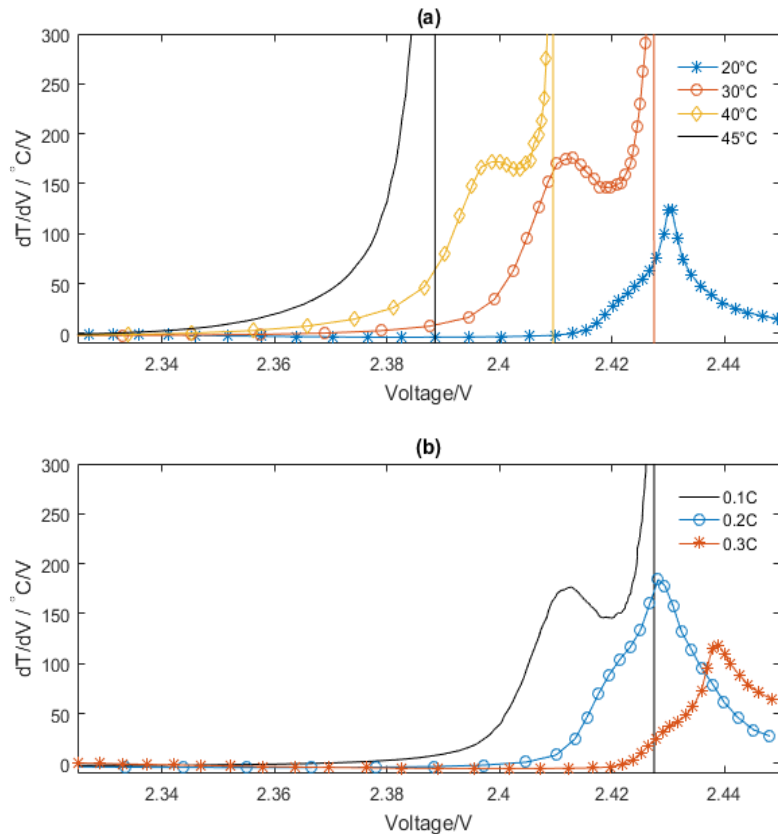 (a)
300
250
200
150
100
50
0
dT/dV / °C/V
20°C
30°C
40°C
45°C
2.34
2.36
2.38
2.4
2.42
2.44
Voltage/V
(b)
300
250
200
150
100
50
0
dT/dV / °C/V
0.1C
0.2C
0.3C
2.34
2.36
2.38
2.4
2.42
2.44
Voltage/V